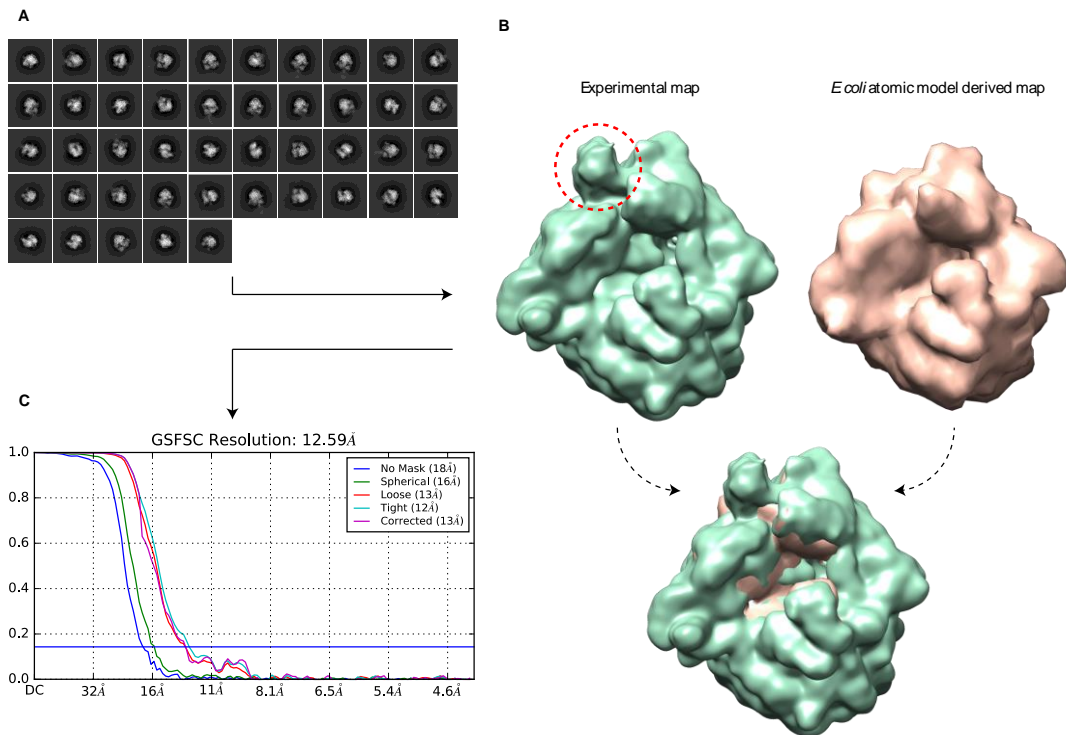 A
B
Experimental map
E coli atomic model derived map
C
GSFSC Resolution: 12.59Å
1.0
0.8
0.6
0.4
0.2
0.0
No Mask (18Å)
Spherical (16Å)
Loose (13Å)
Tight (12Å)
Corrected (13Å)
DC 32Å 16Å 11Å 8.1Å 6.5Å 5.4Å 4.6Å